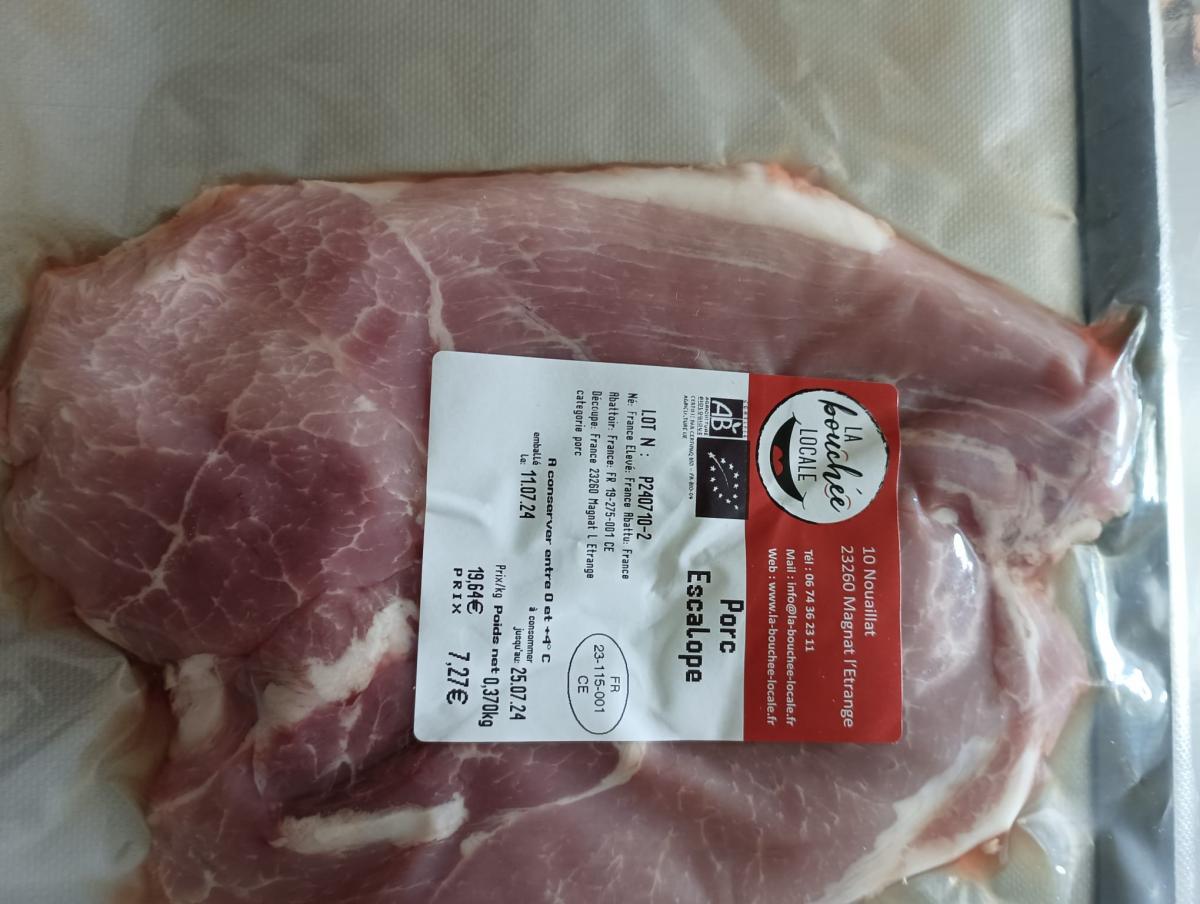 LA
bouchée
LOCALE
10 Nouaillat
23260 Magnat l'Etrange
Tél : 06 74 36 23 11
Mail : info@la-bouchee-locale.fr
Web : www.la-bouchee-locale.fr
AB
AGRICULTURE
BIOLOGIQUE
Porc
Escalope
LOT N : P240710-2
Né: France Elevé: France Abattu: France
Abattoir: France: FR 19-275-001 CE
Découpe: France 23260 Magnat L Etrange
categorie porc
FR
23-115-001
CE
A conserver entre 0 et +4° C
emballé
le: 11.07.24
à consommer
jusqu'au: 25.07.24
Prix/kg Poids net 0,370kg
19,64€
PRIX 7,27€